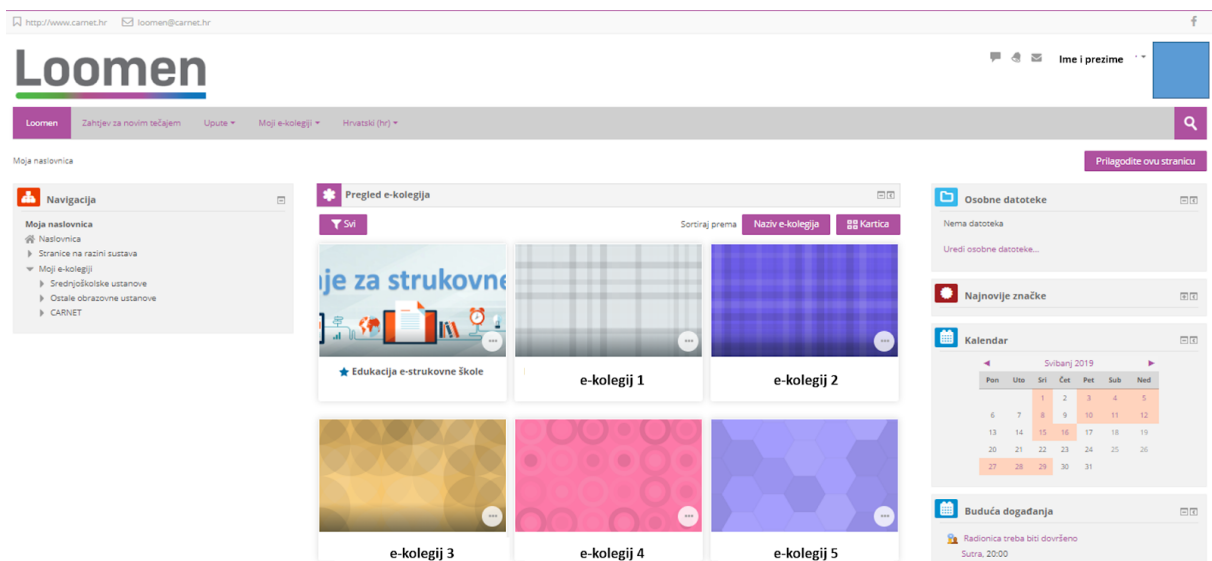 http://www.carnet.hr loomen@carnet.hr
Loomen
Ime i prezime
Loomen Zahtjev za novim tečajem Upute Moji e-kolegiji Hrvatski (hr)
Moja naslovnica
Prilagodite ovu stranicu
Navigacija
Moja naslovnica
Naslovnica
Stranice na razini sustava
Moji e-kolegiji
Srednjoškolske ustanove
Ostale obrazovne ustanove
CARNET
Pregled e-kolegija
Svi
Sortiraj prema Naziv e-kolegija Kartica
je za strukovne
Edukacija e-strukovne škole
e-kolegij 1
e-kolegij 2
e-kolegij 3
e-kolegij 4
e-kolegij 5
Osobne datoteke
Nema datoteka
Uredi osobne datoteke...
Najnovije značke
Kalendar
Svibanj 2019
Pon Uto Sri Čet Pet Sub Ned
1 2 3 4 5
6 7 8 9 10 11 12
13 14 15 16 17 18 19
20 21 22 23 24 25 26
27 28 29 30 31
Buduća događanja
Radionica treba biti dovršeno
Sutra, 20:00